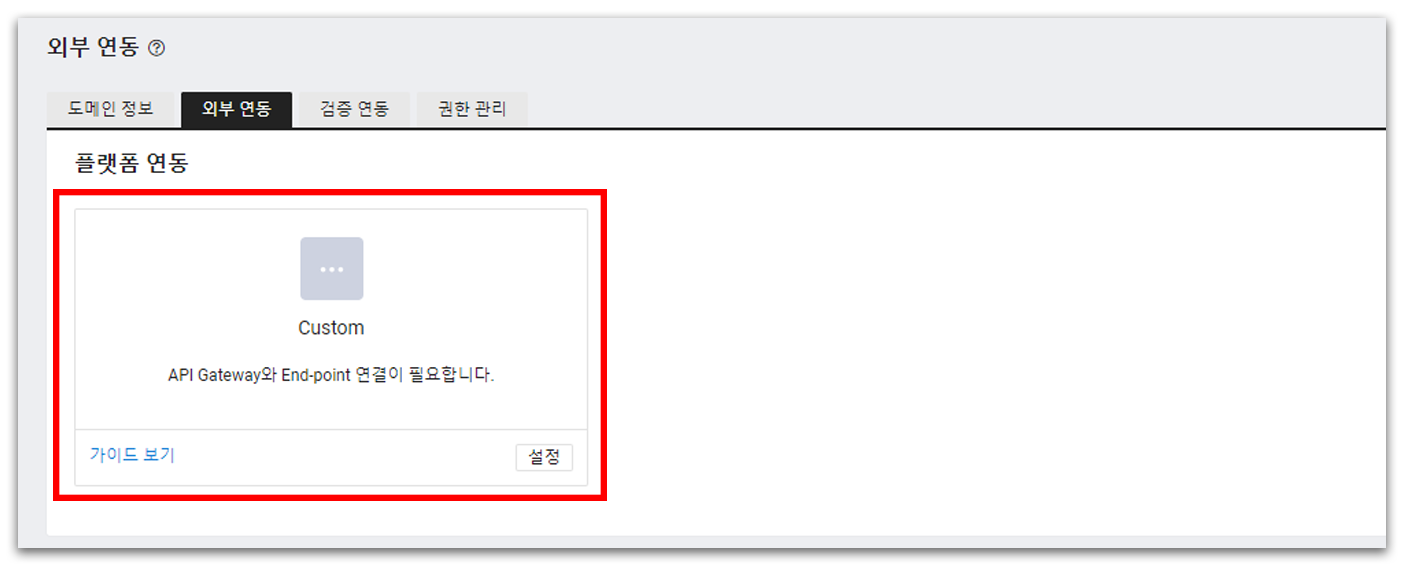 외부 연동 ?
도메인 정보 외부 연동 검증 연동 권한 관리
플랫폼 연동
Custom
API Gateway와 End-point 연결이 필요합니다.
가이드 보기 설정